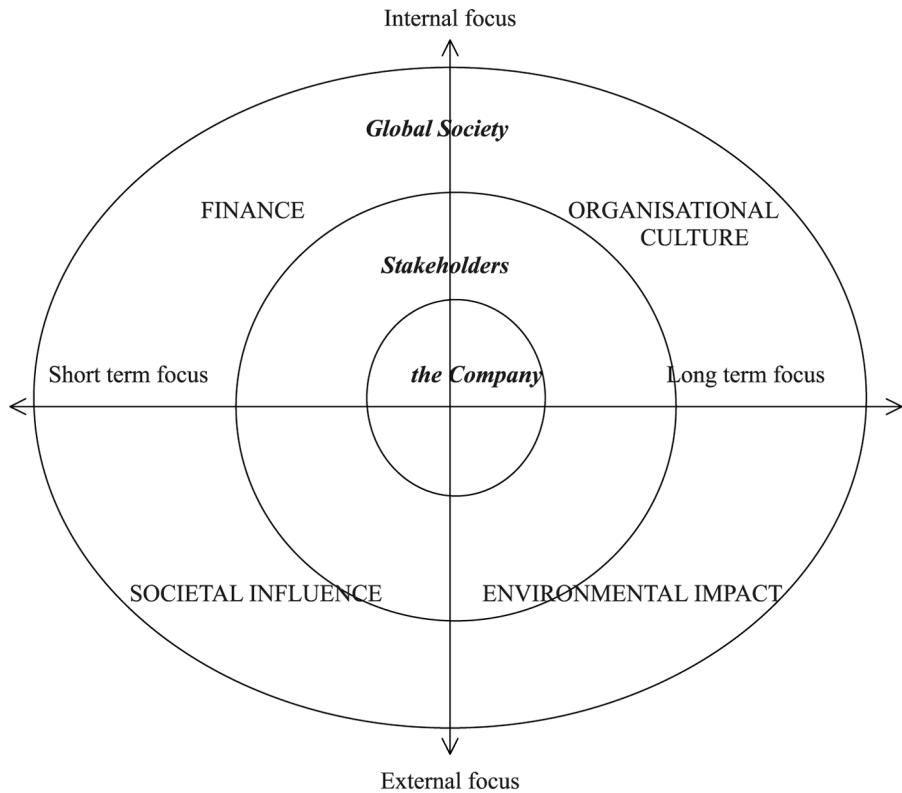 Internal focus
Global Society
FINANCE
ORGANISATIONAL
CULTURE
Stakeholders
Short term focus
the Company
Long term focus
SOCIETAL INFLUENCE
ENVIRONMENTAL IMPACT
External focus